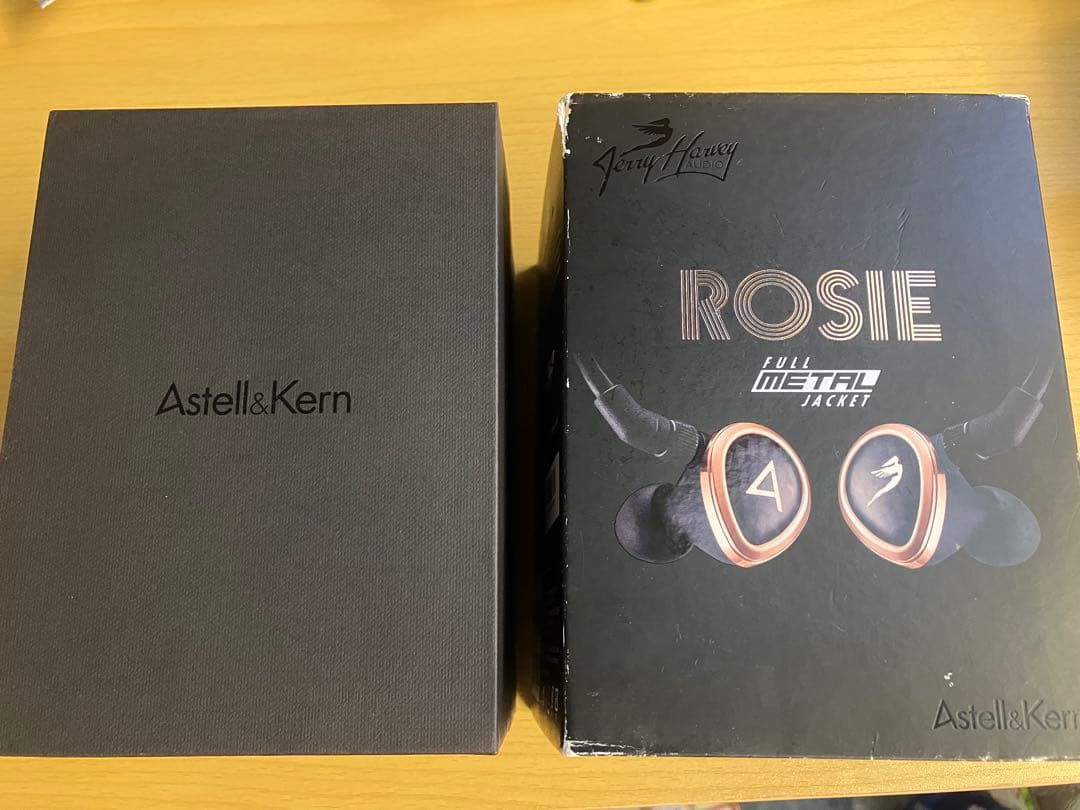 Astell&Kern
Jerry Harvey
AUDIO
ROSIE
FULL
METAL
JACKET
Astell&Kern